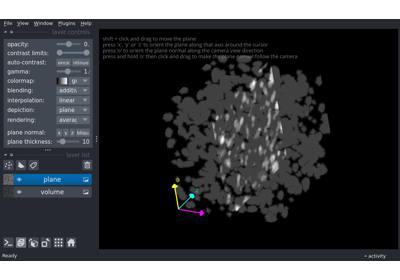 File View Plugins Window Help
layer controls
opacity: 0.
contrast limits:
auto-contrast: once
gamma: 1.
colormap:
blending: additiv
interpolation: linear
depiction: plane
rendering: averag
plane normal: x y z
plane thickness: 10
layer list
plane
volume
Ready
activity
shift + click and drag to move the plane
press 'x', 'y' or 'z' to orient the plane along that axis around the cursor
press 'o' to orient the plane normal along the camera view direction
press and hold 'o' then click and drag to make the plane normal follow the camera